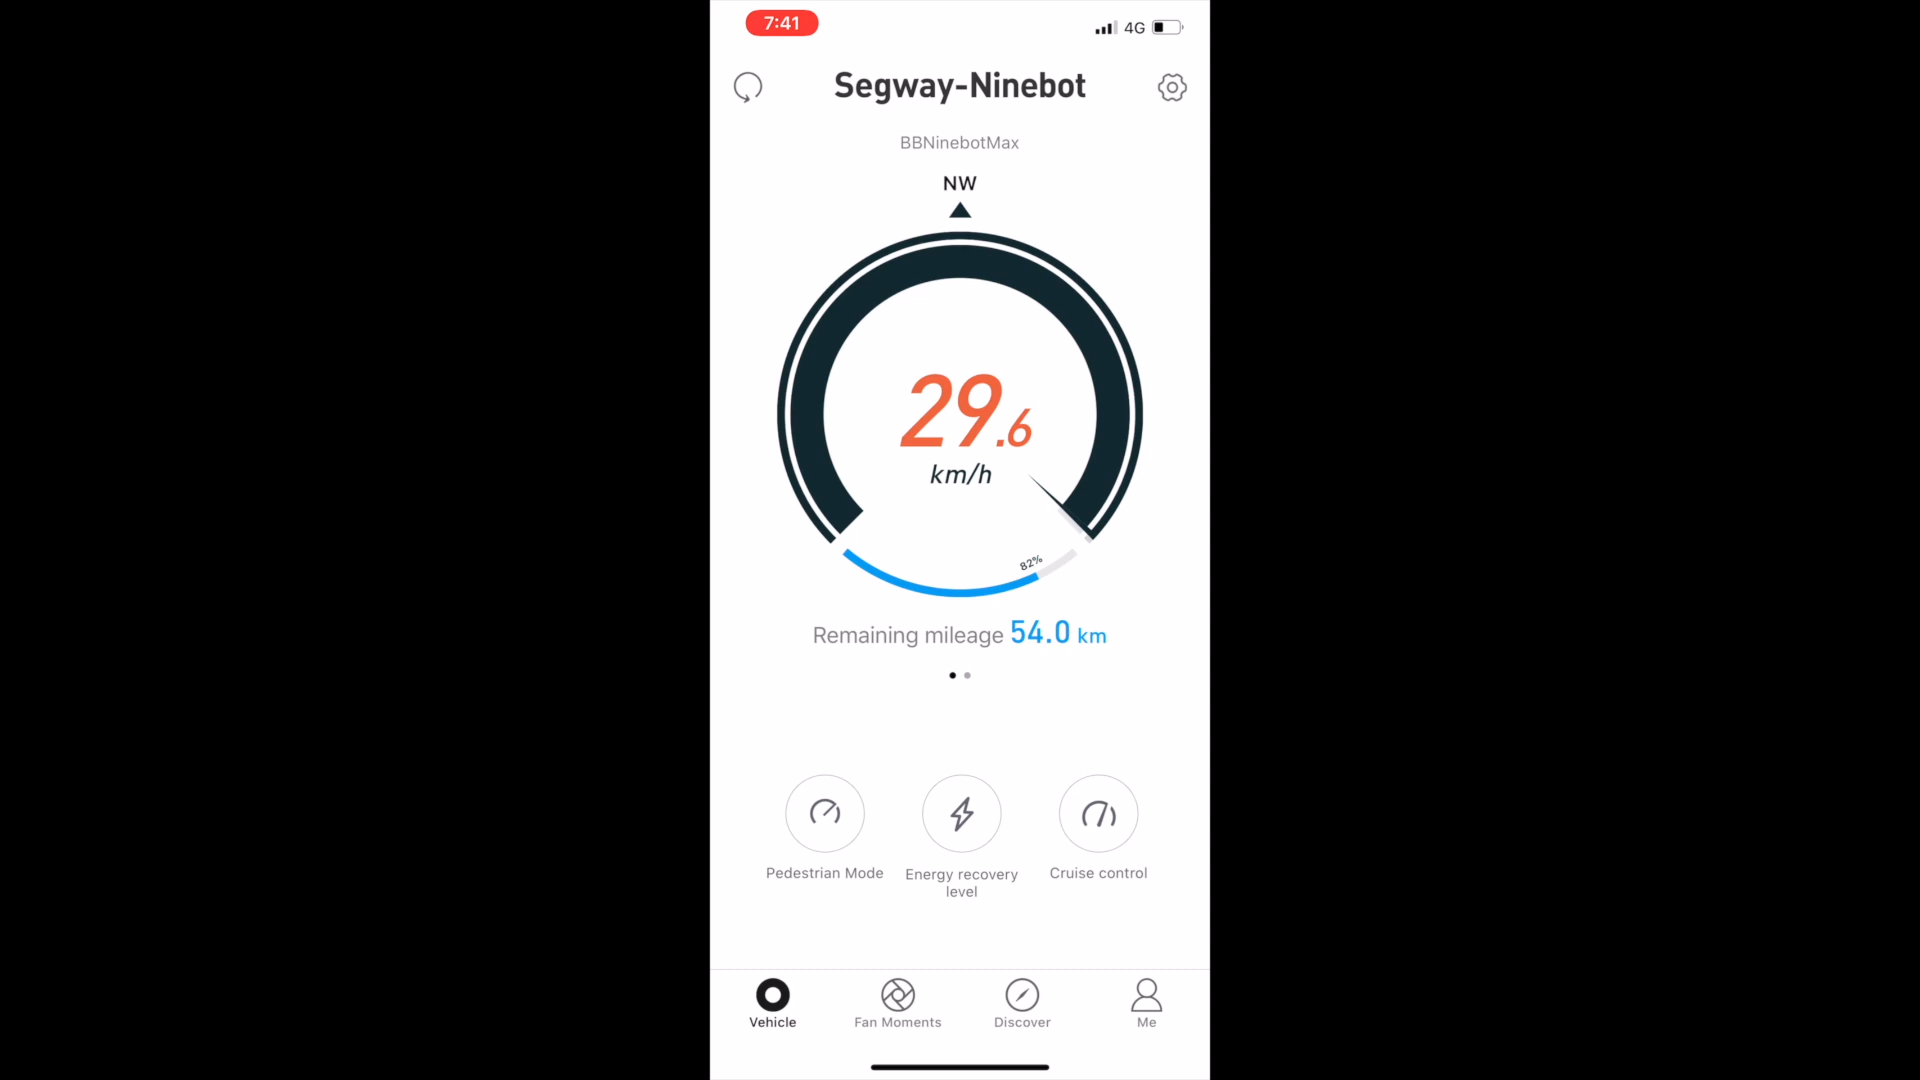 7:41
4G
Segway-Ninebot
BBNinebotMax
NW
29.6
km/h
82%
Remaining mileage 54.0 km
Pedestrian Mode
Energy recovery
level
Cruise control
Vehicle
Fan Moments
Discover
Me